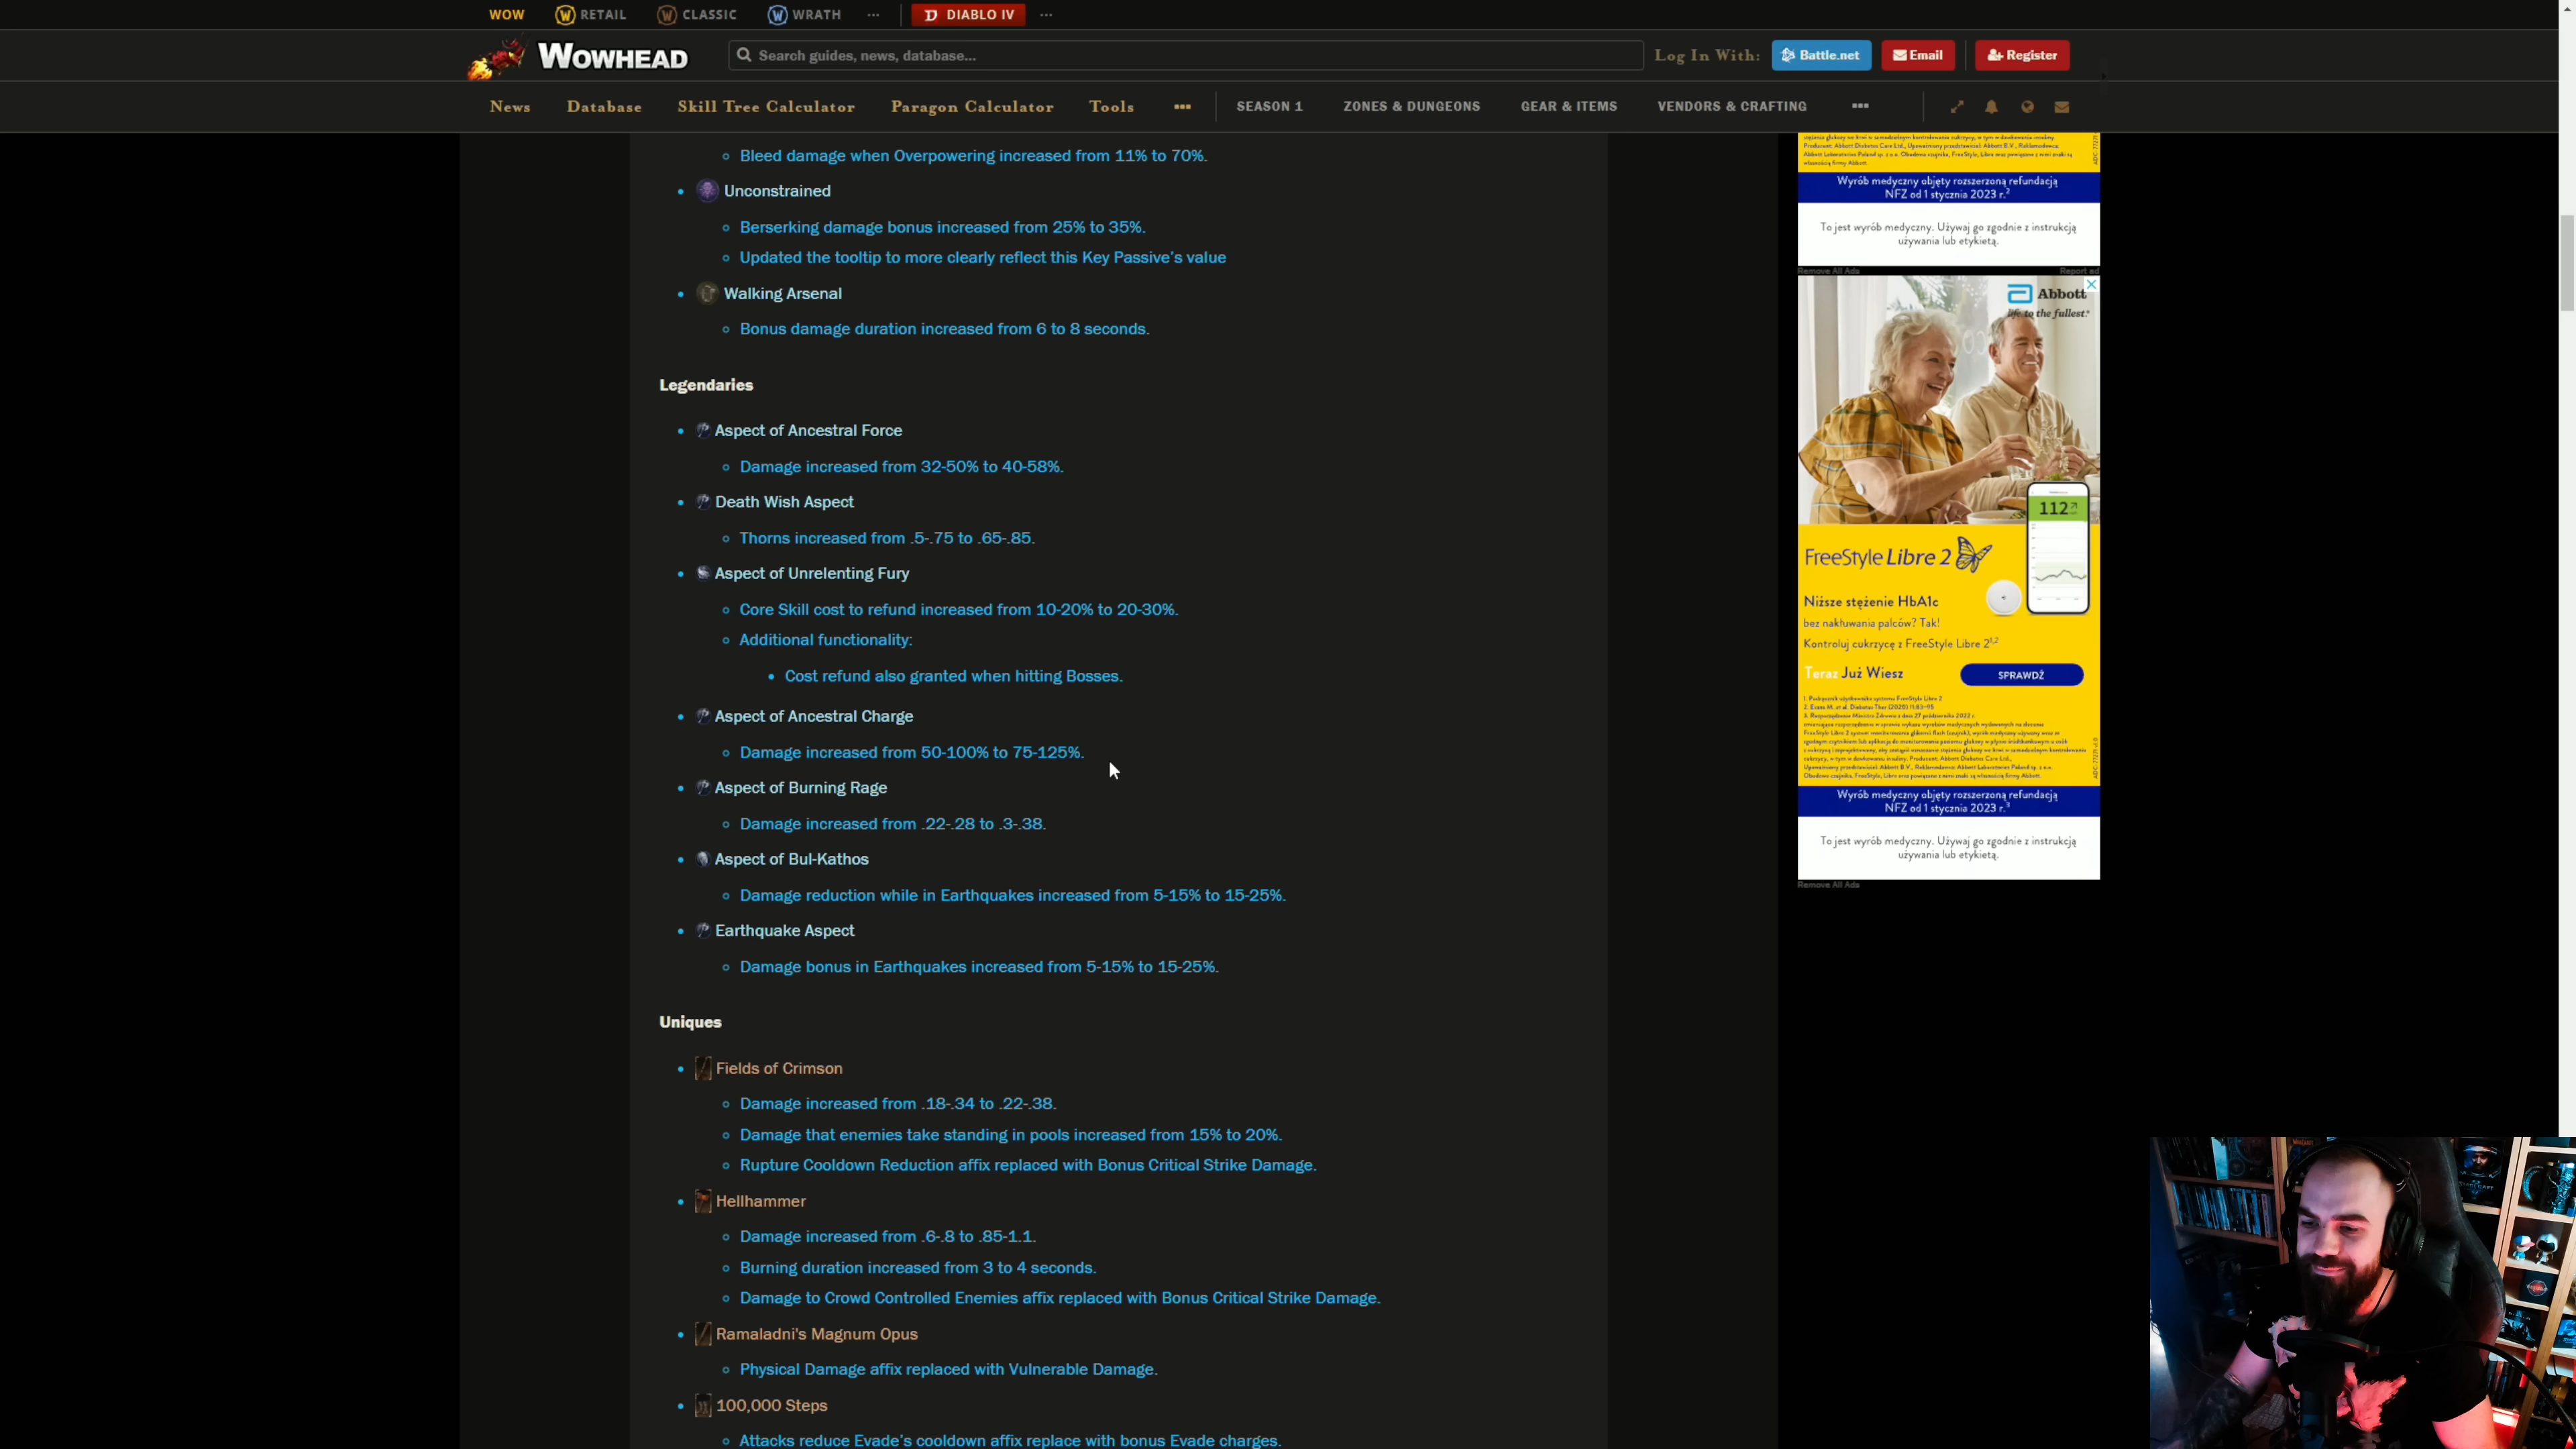 WOW RETAIL CLASSIC WRATH ... DIABLO IV ...
WOWHEAD Search guides, news, database... Log In With: Battle.net Email Register
News Database Skill Tree Calculator Paragon Calculator Tools ... SEASON 1 ZONES & DUNGEONS GEAR & ITEMS VENDORS & CRAFTING ...
Bleed damage when Overpowering increased from 11% to 70%.
Unconstrained
Berserking damage bonus increased from 25% to 35%.
Updated the tooltip to more clearly reflect this Key Passive's value
Walking Arsenal
Bonus damage duration increased from 6 to 8 seconds.
Legendaries
Aspect of Ancestral Force
Damage increased from 32-50% to 40-58%.
Death Wish Aspect
Thorns increased from .5-.75 to .65-.85.
Aspect of Unrelenting Fury
Core Skill cost to refund increased from 10-20% to 20-30%.
Additional functionality:
Cost refund also granted when hitting Bosses.
Aspect of Ancestral Charge
Damage increased from 50-100% to 75-125%.
Aspect of Burning Rage
Damage increased from .22-.28 to .3-.38.
Aspect of Bul-Kathos
Damage reduction while in Earthquakes increased from 5-15% to 15-25%.
Earthquake Aspect
Damage bonus in Earthquakes increased from 5-15% to 15-25%.
Uniques
Fields of Crimson
Damage increased from .18-.34 to .22-.38.
Damage that enemies take standing in pools increased from 15% to 20%.
Rupture Cooldown Reduction affix replaced with Bonus Critical Strike Damage.
Hellhammer
Damage increased from .6-.8 to .85-1.1.
Burning duration increased from 3 to 4 seconds.
Damage to Crowd Controlled Enemies affix replaced with Bonus Critical Strike Damage.
Ramaladni's Magnum Opus
Physical Damage affix replaced with Vulnerable Damage.
100,000 Steps
Attacks reduce Evade's cooldown affix replace with bonus Evade charges.
Wyrób medyczny objęty rozszerzoną refundacją
NFZ od 1 stycznia 2023 r.²
To jest wyrób medyczny. Używaj go zgodnie z instrukcją
używania lub etykietą.
Remove All Ads Report ad
Abbott
life. to the fullest.®
112
FreeStyle Libre 2
Niższe stężenie HbA1c
bez nakłuwania palców? Tak!
Kontroluj cukrzycę z FreeStyle Libre 2¹,²
Teraz Już Wiesz SPRAWDŹ
Wyrób medyczny objęty rozszerzoną refundacją
NFZ od 1 stycznia 2023 r.³
To jest wyrób medyczny. Używaj go zgodnie z instrukcją
używania lub etykietą.
Remove All Ads